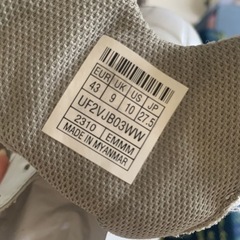 EUR UK US JP
43 9 10 27.5
UF2VJB03WW
2310 EMMM
MADE IN MYANMAR